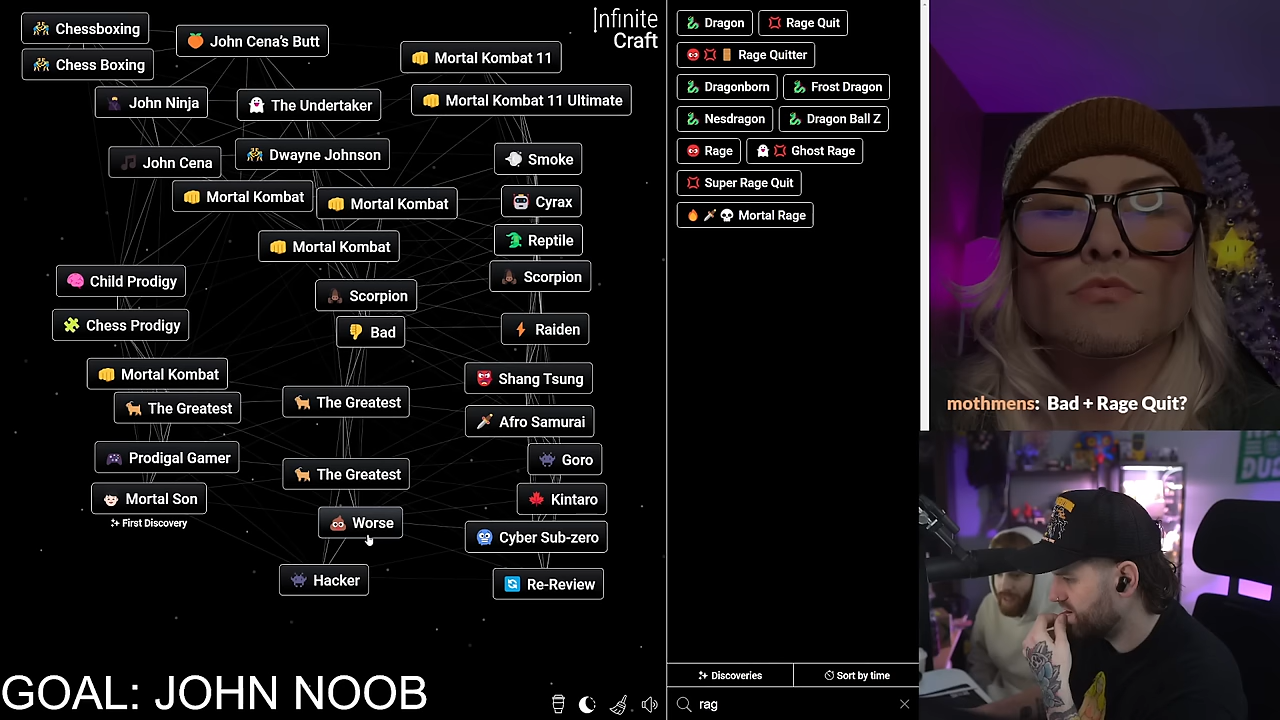 Chessboxing
Chess Boxing
John Cena's Butt
John Ninja
The Undertaker
John Cena
Dwayne Johnson
Mortal Kombat
Mortal Kombat
Mortal Kombat
Child Prodigy
Chess Prodigy
Scorpion
Bad
Mortal Kombat
The Greatest
The Greatest
Prodigal Gamer
Mortal Son
First Discovery
The Greatest
Worse
Hacker
Mortal Kombat 11
Mortal Kombat 11 Ultimate
Smoke
Cyrax
Reptile
Scorpion
Raiden
Shang Tsung
Afro Samurai
Goro
Kintaro
Cyber Sub-zero
Re-Review
Infinite
Craft
GOAL: JOHN NOOB
Dragon Rage Quit
Rage Quitter
Dragonborn Frost Dragon
Nesdragon Dragon Ball Z
Rage Ghost Rage
Super Rage Quit
Mortal Rage
Discoveries Sort by time
rag
mothmens: Bad + Rage Quit?